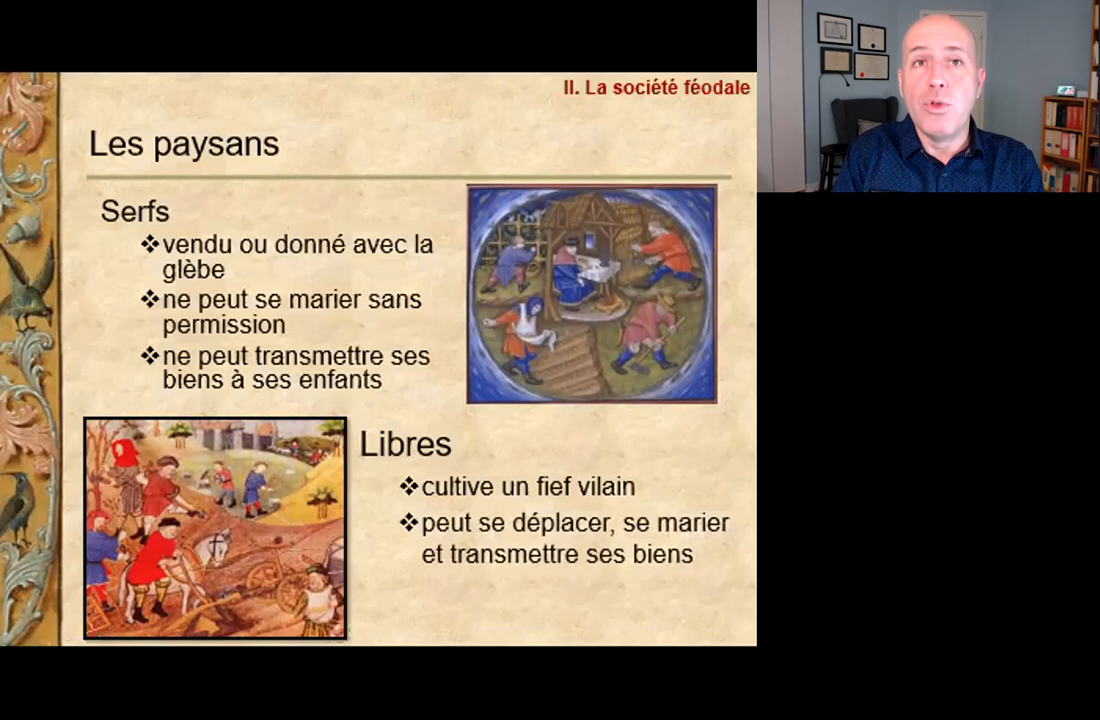 II. La société féodale
Les paysans
Serfs
❖vendu ou donné avec la
glèbe
❖ne peut se marier sans
permission
❖ne peut transmettre ses
biens à ses enfants
Libres
❖cultive un fief vilain
❖peut se déplacer, se marier
et transmettre ses biens